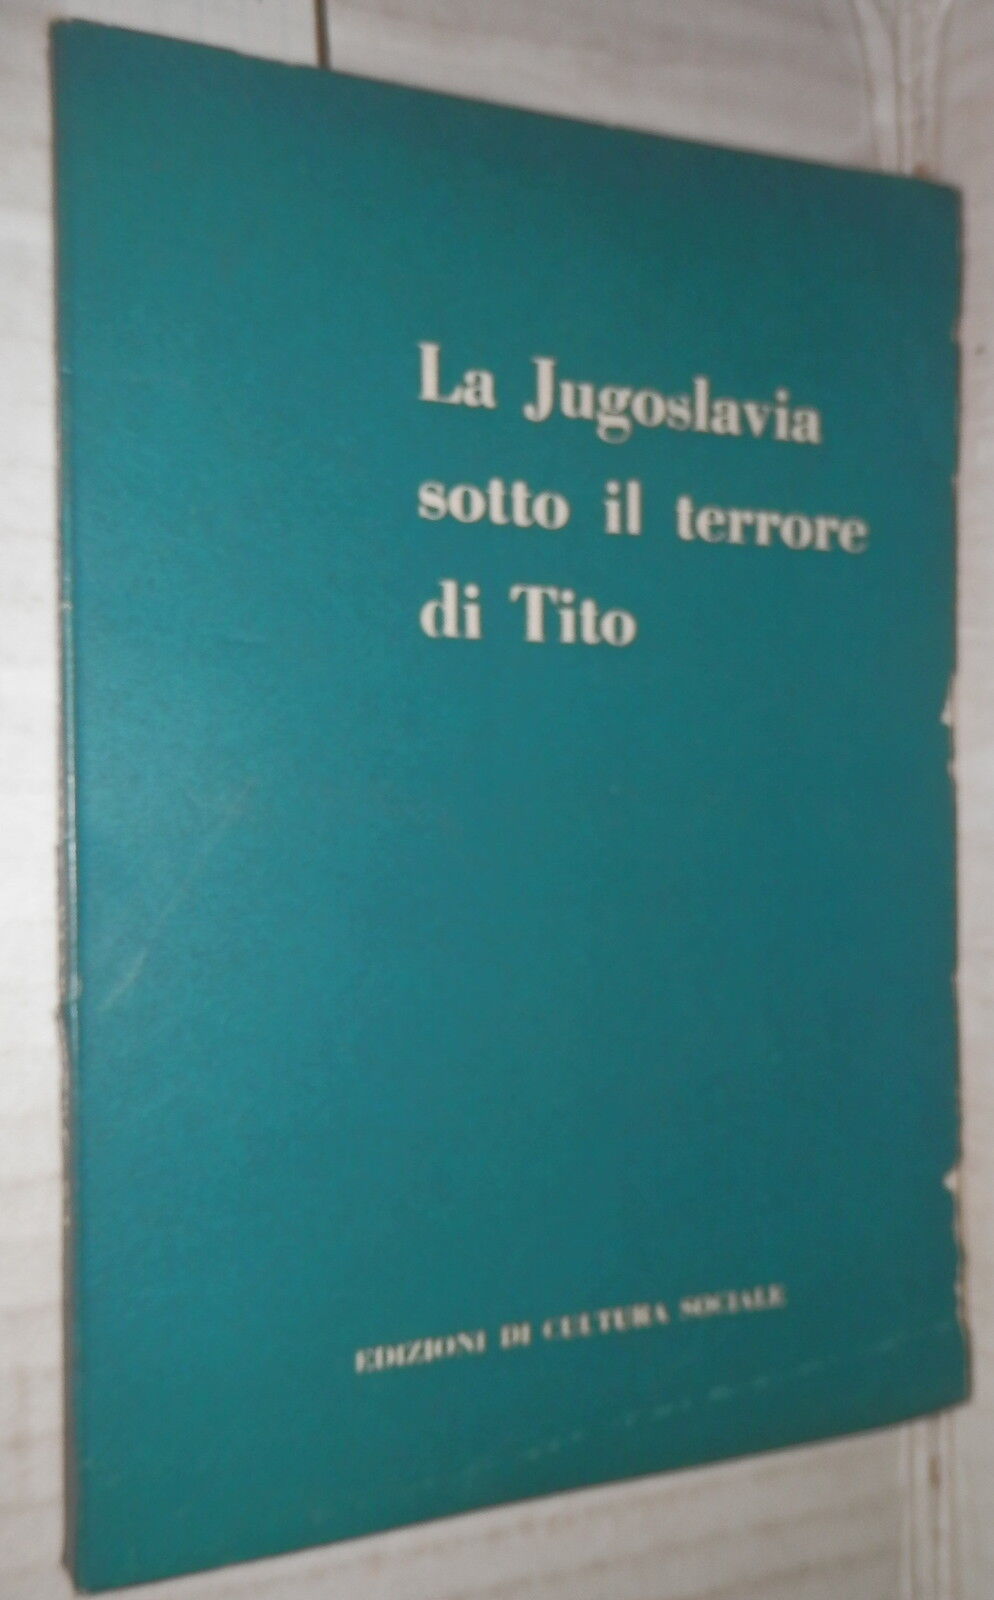 La Jugoslavia
sotto il terrore
di Tito
EDIZIONI DI CULTURA SOCIALE